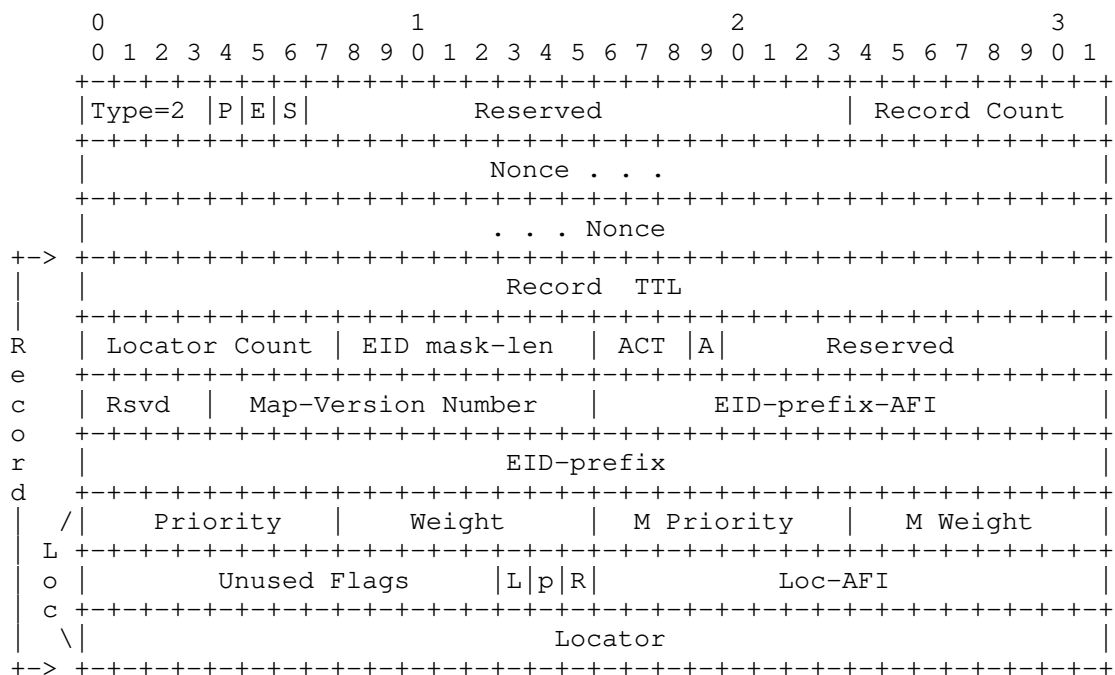 0                   1                   2                   3
        0 1 2 3 4 5 6 7 8 9 0 1 2 3 4 5 6 7 8 9 0 1 2 3 4 5 6 7 8 9 0 1
       +-+-+-+-+-+-+-+-+-+-+-+-+-+-+-+-+-+-+-+-+-+-+-+-+-+-+-+-+-+-+-+-+
       |Type=2 |P|E|S|          Reserved               | Record Count  |
       +-+-+-+-+-+-+-+-+-+-+-+-+-+-+-+-+-+-+-+-+-+-+-+-+-+-+-+-+-+-+-+-+
       |                         Nonce . . .                           |
       +-+-+-+-+-+-+-+-+-+-+-+-+-+-+-+-+-+-+-+-+-+-+-+-+-+-+-+-+-+-+-+-+
       |                         . . . Nonce                           |
   +-> +-+-+-+-+-+-+-+-+-+-+-+-+-+-+-+-+-+-+-+-+-+-+-+-+-+-+-+-+-+-+-+-+
   |   |                          Record  TTL                          |
   |   +-+-+-+-+-+-+-+-+-+-+-+-+-+-+-+-+-+-+-+-+-+-+-+-+-+-+-+-+-+-+-+-+
   R   | Locator Count | EID mask-len  | ACT |A|      Reserved         |
   e   +-+-+-+-+-+-+-+-+-+-+-+-+-+-+-+-+-+-+-+-+-+-+-+-+-+-+-+-+-+-+-+-+
   c   | Rsvd  |  Map-Version Number   |       EID-prefix-AFI          |
   o   +-+-+-+-+-+-+-+-+-+-+-+-+-+-+-+-+-+-+-+-+-+-+-+-+-+-+-+-+-+-+-+-+
   r   |                          EID-prefix                           |
   d   +-+-+-+-+-+-+-+-+-+-+-+-+-+-+-+-+-+-+-+-+-+-+-+-+-+-+-+-+-+-+-+-+
   |  /|    Priority   |    Weight     |  M Priority   |   M Weight    |
   | L +-+-+-+-+-+-+-+-+-+-+-+-+-+-+-+-+-+-+-+-+-+-+-+-+-+-+-+-+-+-+-+-+
   | o |        Unused Flags     |L|p|R|           Loc-AFI             |
   | c +-+-+-+-+-+-+-+-+-+-+-+-+-+-+-+-+-+-+-+-+-+-+-+-+-+-+-+-+-+-+-+-+
   |  \|                             Locator                           |
   +-> +-+-+-+-+-+-+-+-+-+-+-+-+-+-+-+-+-+-+-+-+-+-+-+-+-+-+-+-+-+-+-+-+